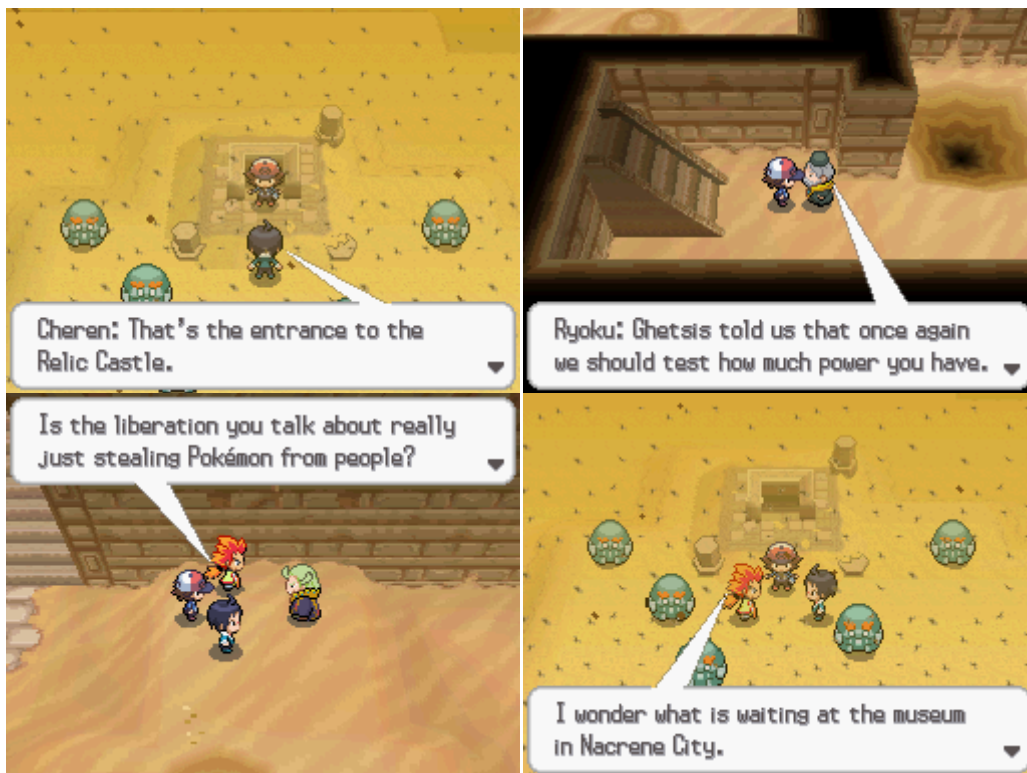 Cheren: That's the entrance to the
Relic Castle.
Ryoku: Ghetsis told us that once again
we should test how much power you have.
Is the liberation you talk about really
just stealing Pokémon from people?
I wonder what is waiting at the museum
in Nacrene City.